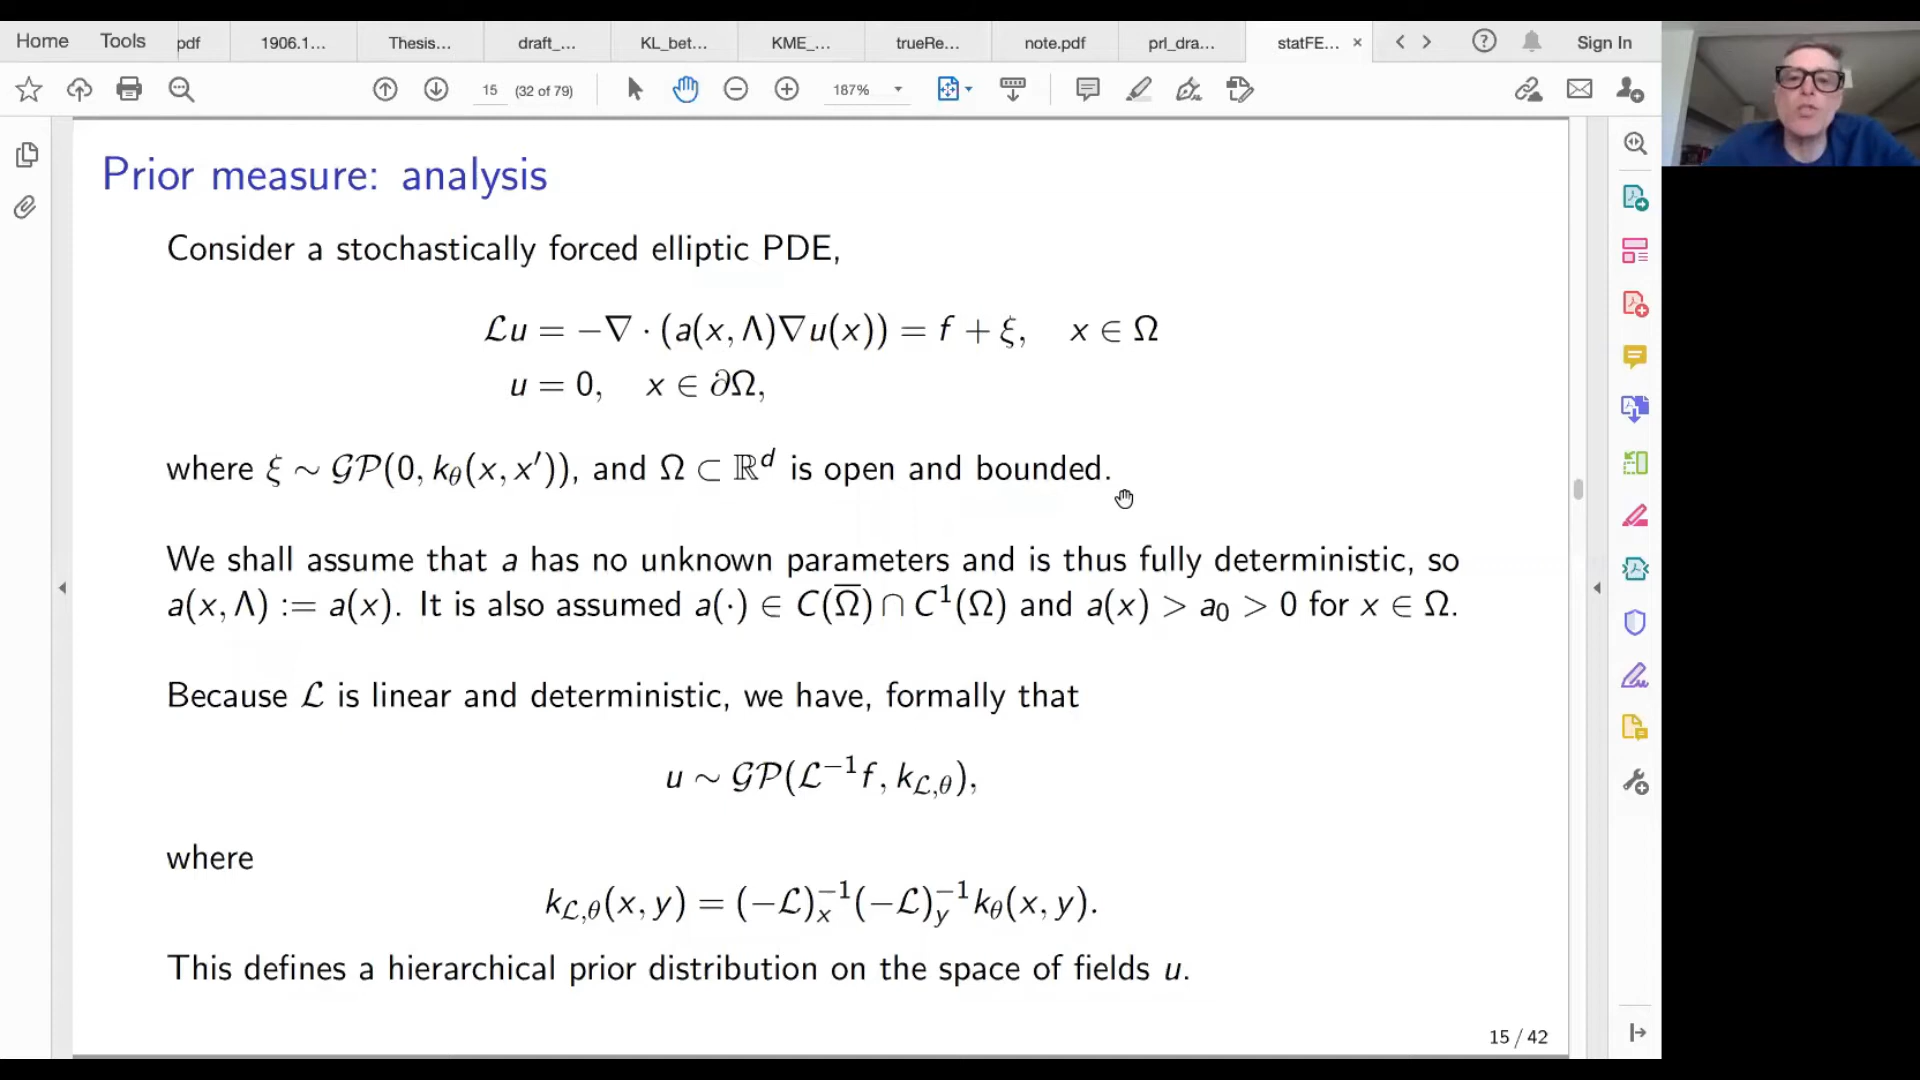 Home Tools pdf 1906.1... Thesis... draft_... KL_bet... KME_... trueRe... note.pdf prl_dra... statFE... × Sign In
15 (32 of 79) 187%
Prior measure: analysis
Consider a stochastically forced elliptic PDE,
ℒu = −∇ · (a(x, Λ)∇u(x)) = f + ξ, x ∈ Ω
u = 0, x ∈ ∂Ω,
where ξ ∼ 𝒢𝒫(0, k_θ(x, x′)), and Ω ⊂ ℝ^d is open and bounded.
We shall assume that a has no unknown parameters and is thus fully deterministic, so
a(x, Λ) := a(x). It is also assumed a(·) ∈ C(Ω̅) ∩ C¹(Ω) and a(x) > a₀ > 0 for x ∈ Ω.
Because ℒ is linear and deterministic, we have, formally that
u ∼ 𝒢𝒫(ℒ⁻¹f, k_{ℒ,θ}),
where
k_{ℒ,θ}(x, y) = (−ℒ)_x^{−1}(−ℒ)_y^{−1}k_θ(x, y).
This defines a hierarchical prior distribution on the space of fields u.
15 / 42